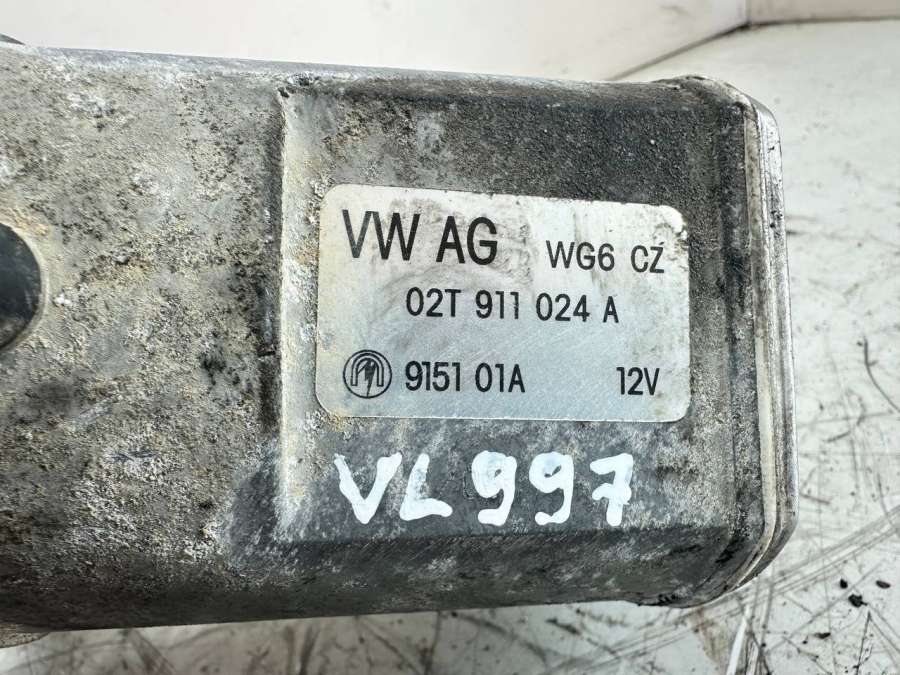 VW AG WG6 CZ
02T 911 024 A
9151 01A 12V
VL997